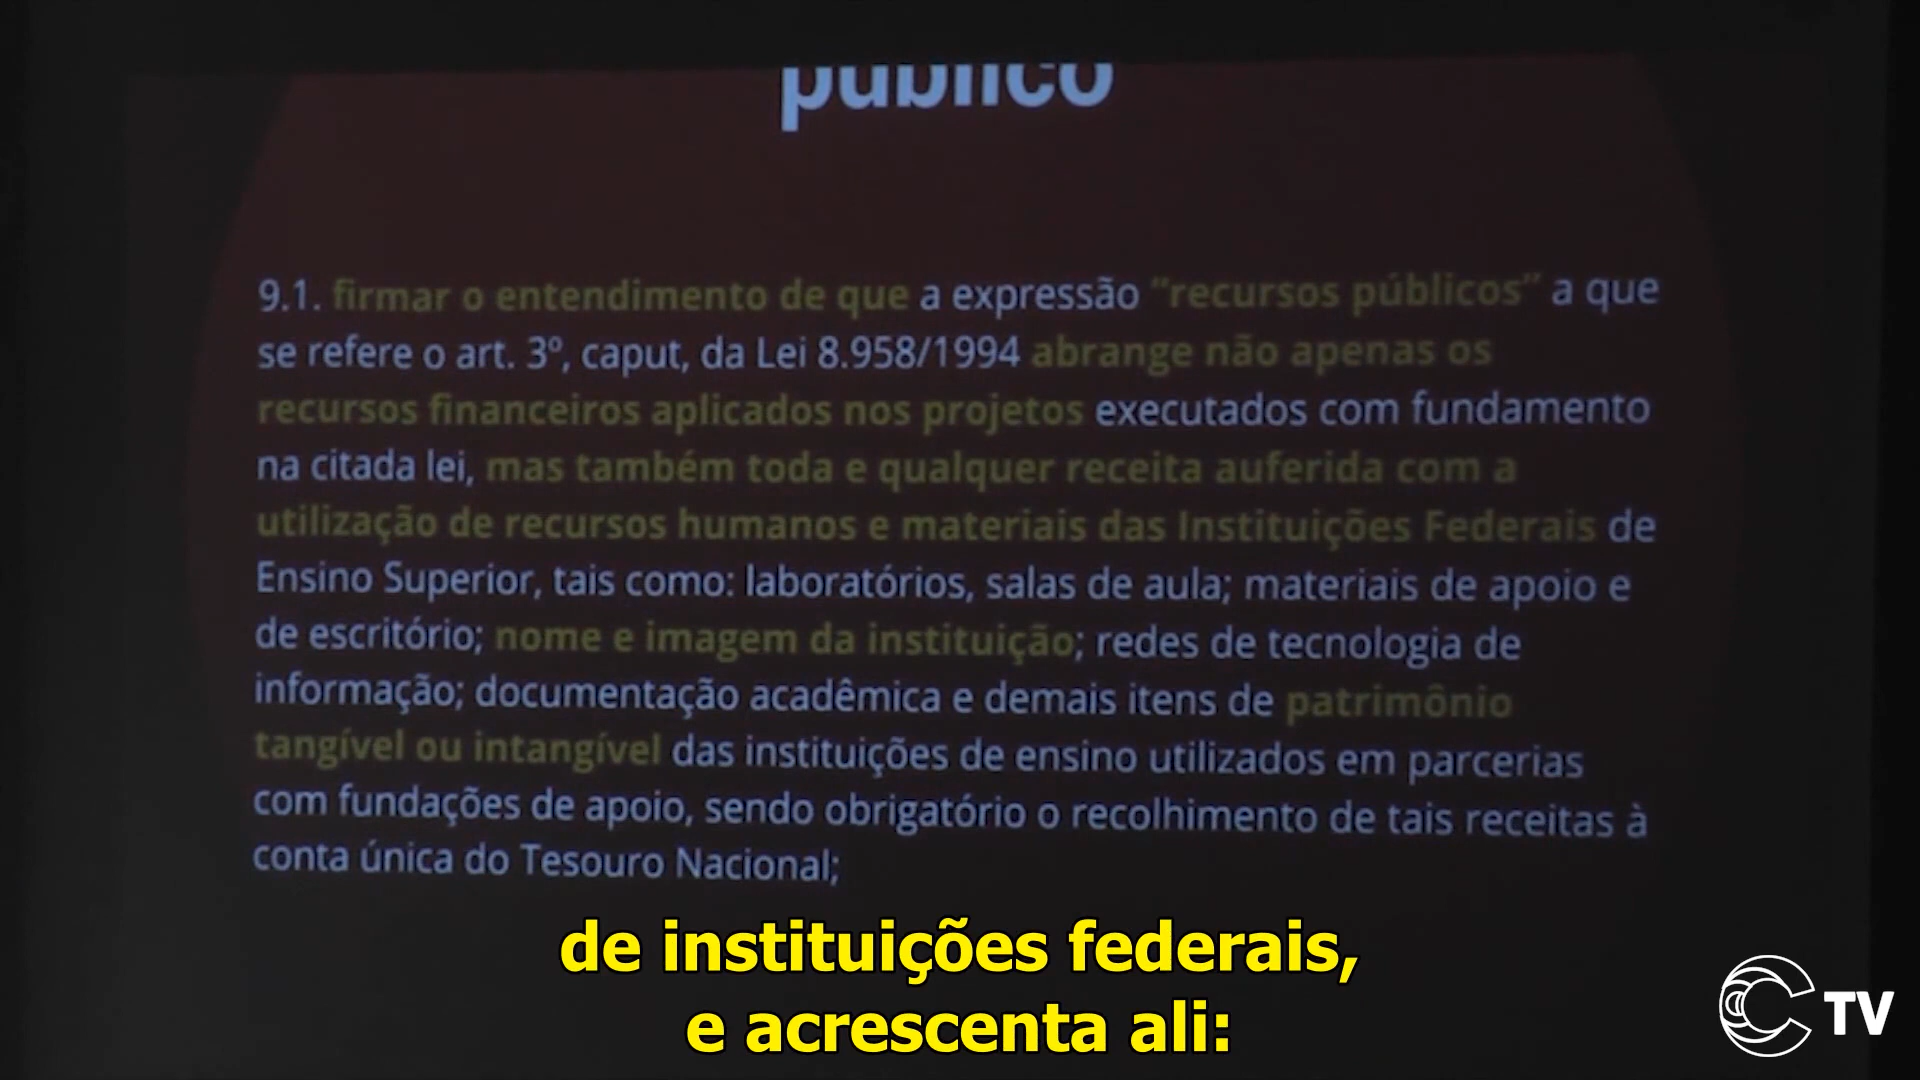 público
9.1. firmar o entendimento de que a expressão "recursos públicos" a que
se refere o art. 3º, caput, da Lei 8.958/1994 abrange não apenas os
recursos financeiros aplicados nos projetos executados com fundamento
na citada lei, mas também toda e qualquer receita auferida com a
utilização de recursos humanos e materiais das Instituições Federais de
Ensino Superior, tais como: laboratórios, salas de aula; materiais de apoio e
de escritório; nome e imagem da instituição; redes de tecnologia de
informação; documentação acadêmica e demais itens de patrimônio
tangível ou intangível das instituições de ensino utilizados em parcerias
com fundações de apoio, sendo obrigatório o recolhimento de tais receitas à
conta única do Tesouro Nacional;
de instituições federais,
e acrescenta ali:
C TV